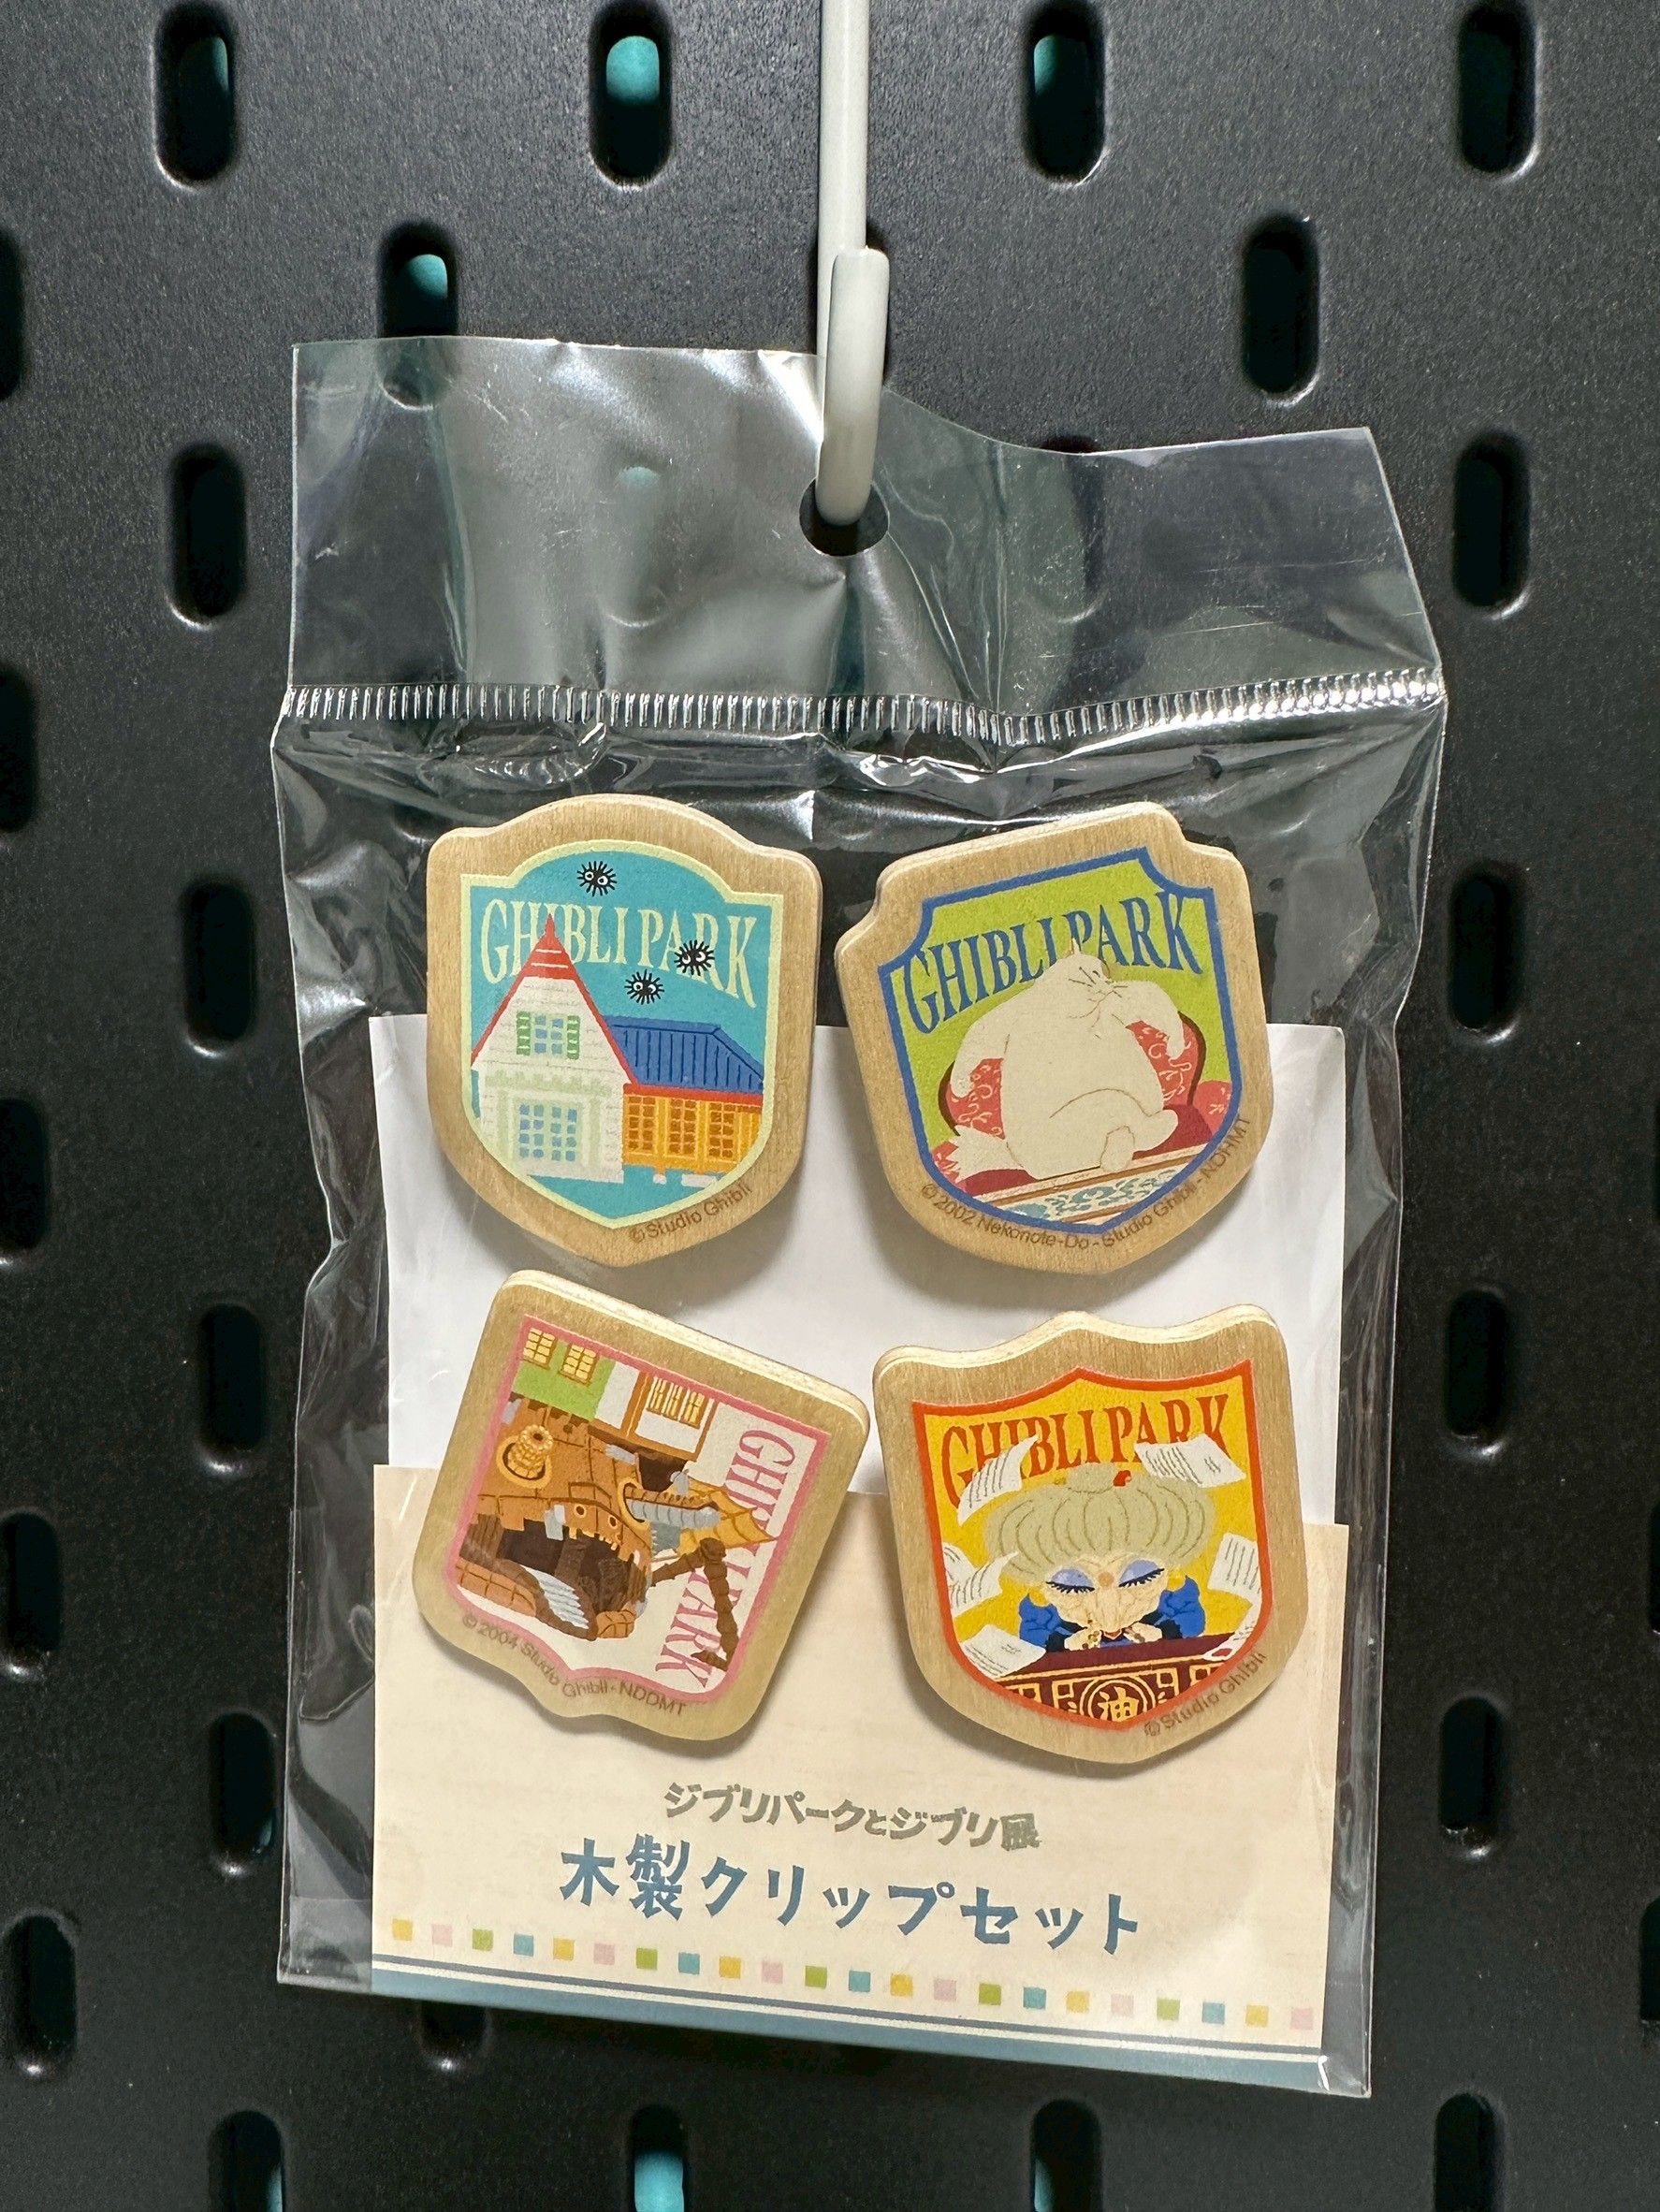 GHIBLI PARK
© Studio Ghibli
GHIBLI PARK
© 2002 Nekonote-Do - Studio Ghibli - NDHMT
GHIBLI PARK
© 2004 Studio Ghibli - NDDMT
GHIBLI PARK
油
© Studio Ghibli
ジブリパークとジブリ展
木製クリップセット